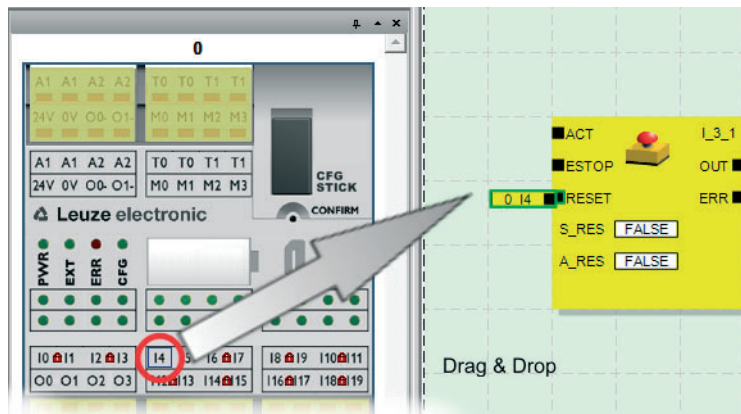 0
A1 A1 A2 A2 T0 T0 T1 T1
24V 0V O0- O1- M0 M1 M2 M3
A1 A1 A2 A2 T0 T0 T1 T1
24V 0V O0- O1- M0 M1 M2 M3
CFG
STICK
CONFIRM
Leuze electronic
PWR EXT ERR CFG
I0 I1 I2 I3 I4 I6 I7 I8 I9 I10 I11
O0 O1 O2 O3 I13 I14 I15 I16 I17 I18 I19
ACT I_3_1
ESTOP OUT
0 I4 RESET ERR
S_RES FALSE
A_RES FALSE
Drag & Drop